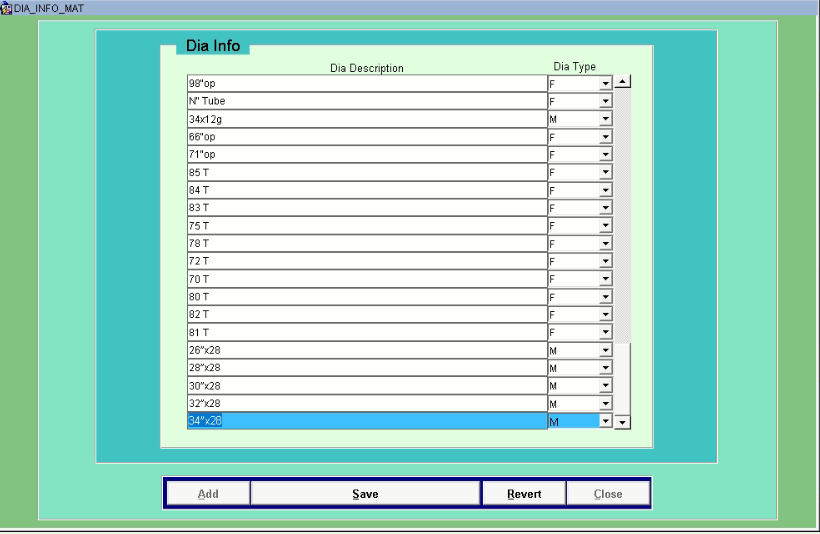 DIA_INFO_MAT
Dia Info
Dia Description Dia Type
98"op F
N" Tube F
34x12g M
66"op F
71"op F
85 T F
84 T F
83 T F
75 T F
78 T F
72 T F
70 T F
80 T F
82 T F
81 T F
26"x28 M
28"x28 M
30"x28 M
32"x28 M
34"x28 M
Add Save Revert Close